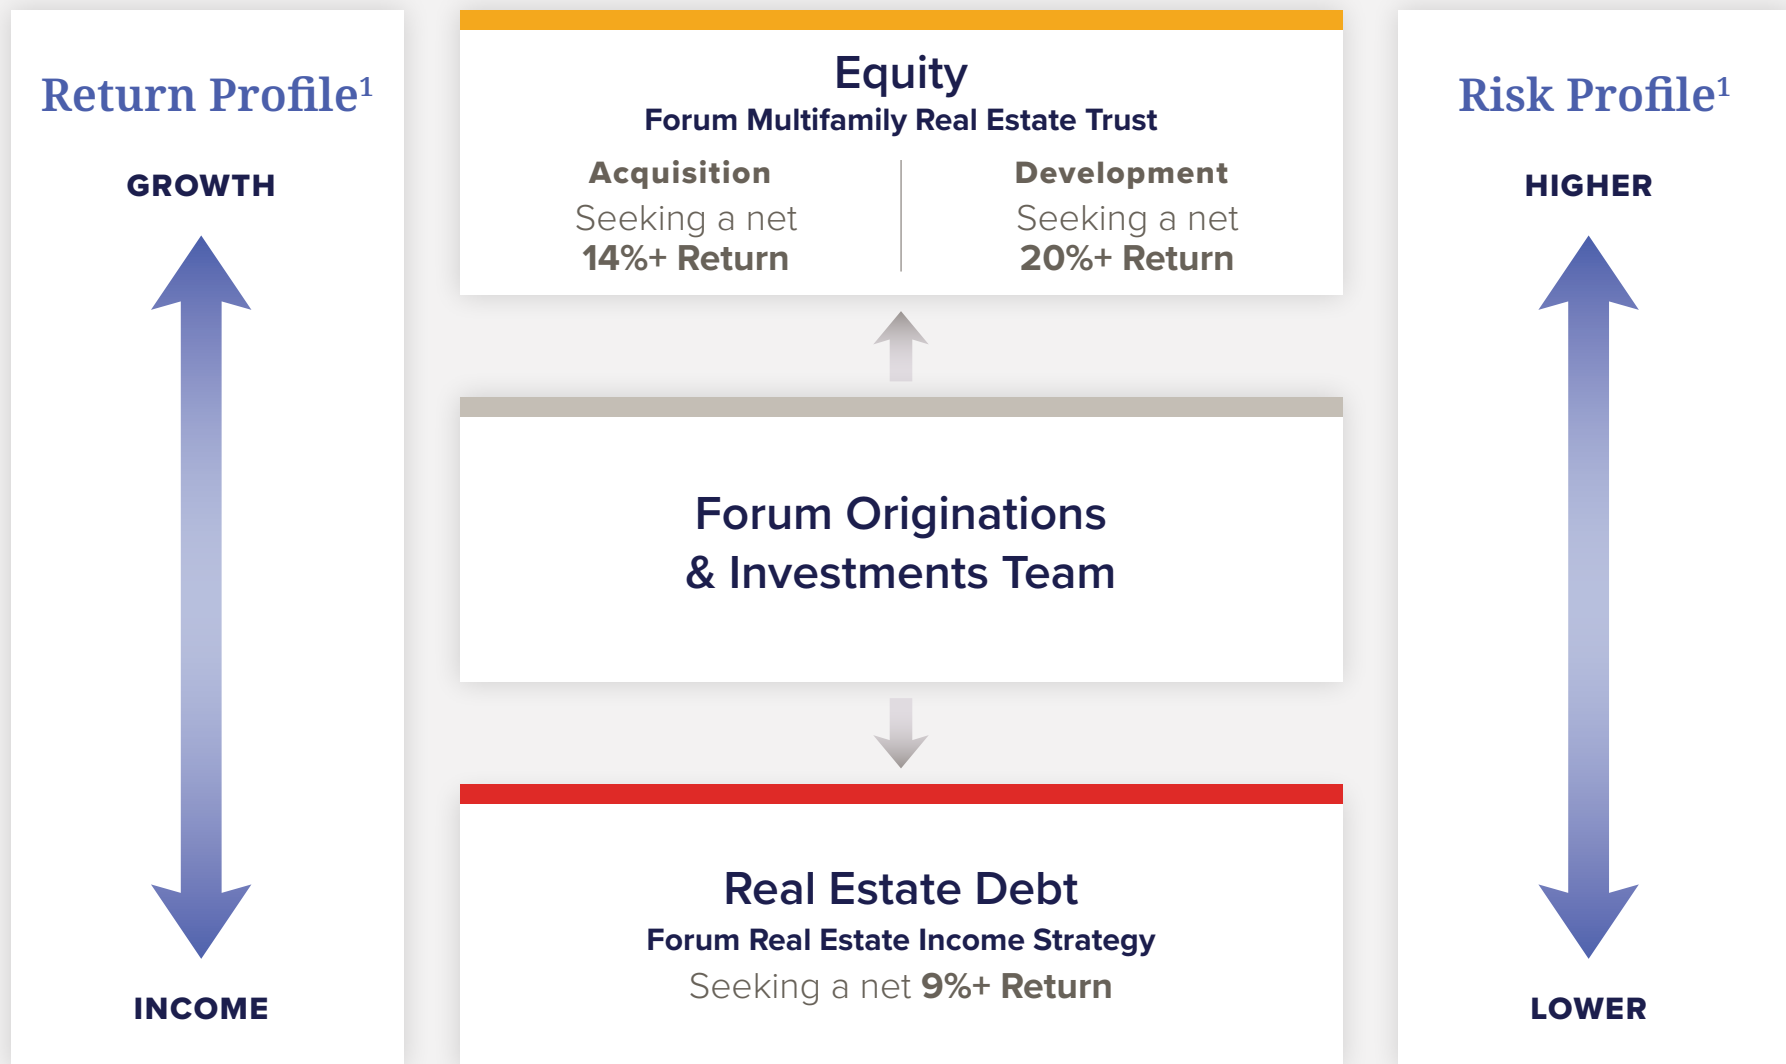 Return Profile¹
GROWTH
INCOME
Equity
Forum Multifamily Real Estate Trust
Acquisition
Seeking a net
14%+ Return
Development
Seeking a net
20%+ Return
Forum Originations
& Investments Team
Real Estate Debt
Forum Real Estate Income Strategy
Seeking a net 9%+ Return
Risk Profile¹
HIGHER
LOWER